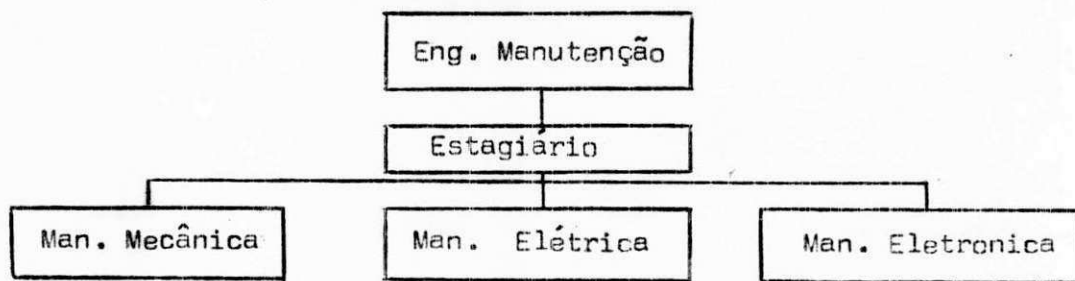 Eng. Manutenção
Estagiário
Man. Mecânica
Man. Elétrica
Man. Eletronica